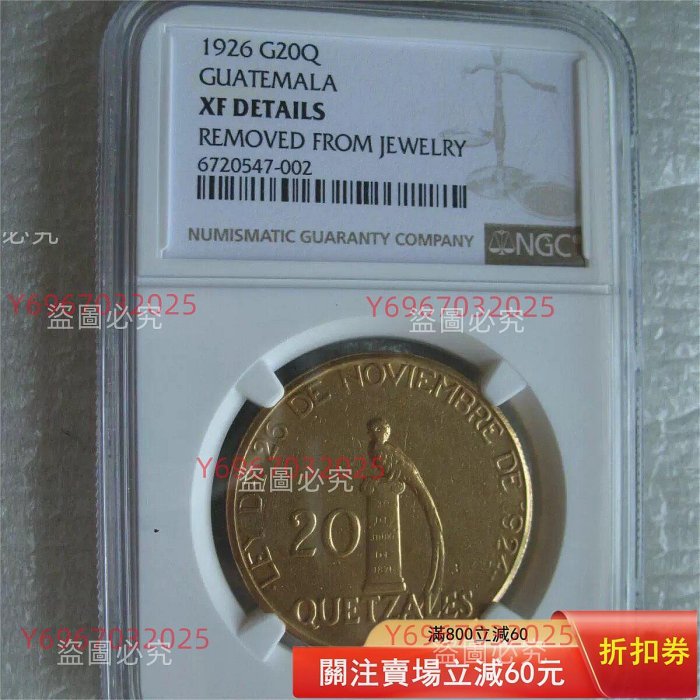 1926 G20Q
GUATEMALA
XF DETAILS
REMOVED FROM JEWELRY
6720547-002
NUMISMATIC GUARANTY COMPANY NGC
必究
Y6967032025 Y6967032025
盜圖必究 盜圖必究
LEY DE 26 DE NOVIEMBRE DE 1924
Y6967032025
盜圖必究
20
QUETZALES
Y6967032025 Y6967032025
盜圖必究
滿800立減60
關注賣場立減60元
折扣券